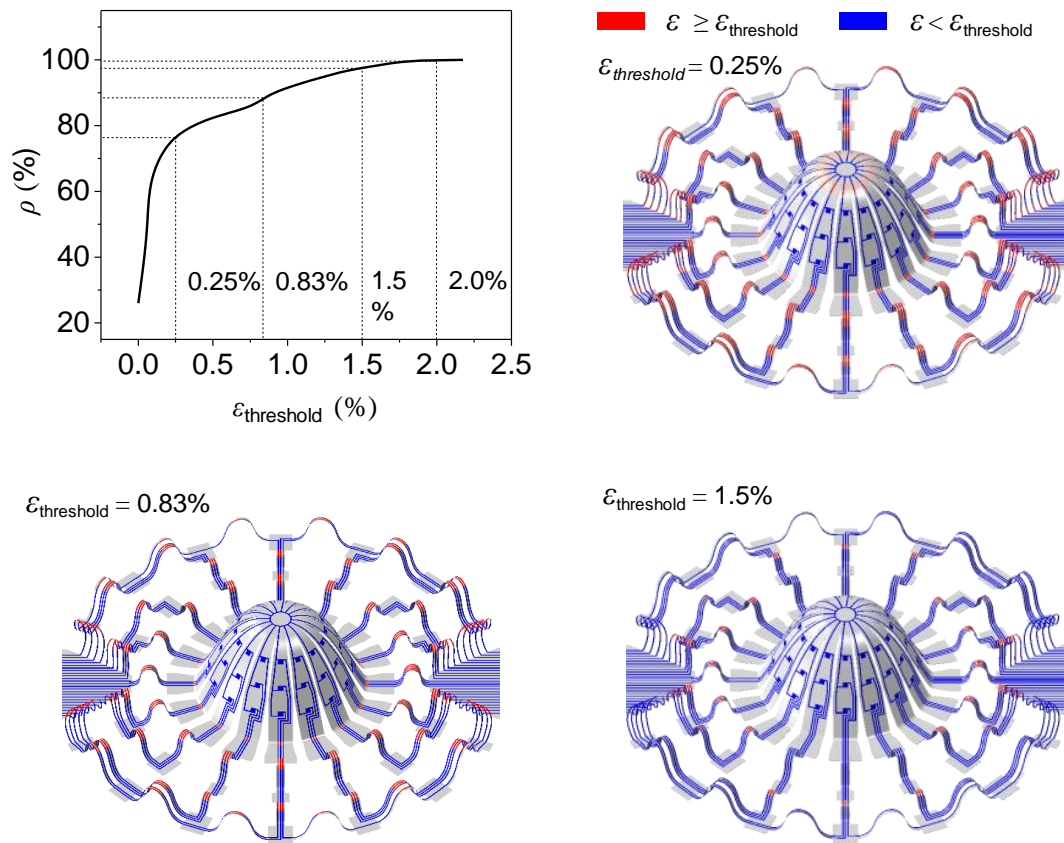 ε ≥ εthreshold
ε < εthreshold
εthreshold = 0.25%
100
80
60
40
20
ρ (%)
0.25%
0.83%
1.5
%
2.0%
0.0
0.5
1.0
1.5
2.0
2.5
εthreshold (%)
εthreshold = 0.83%
εthreshold = 1.5%